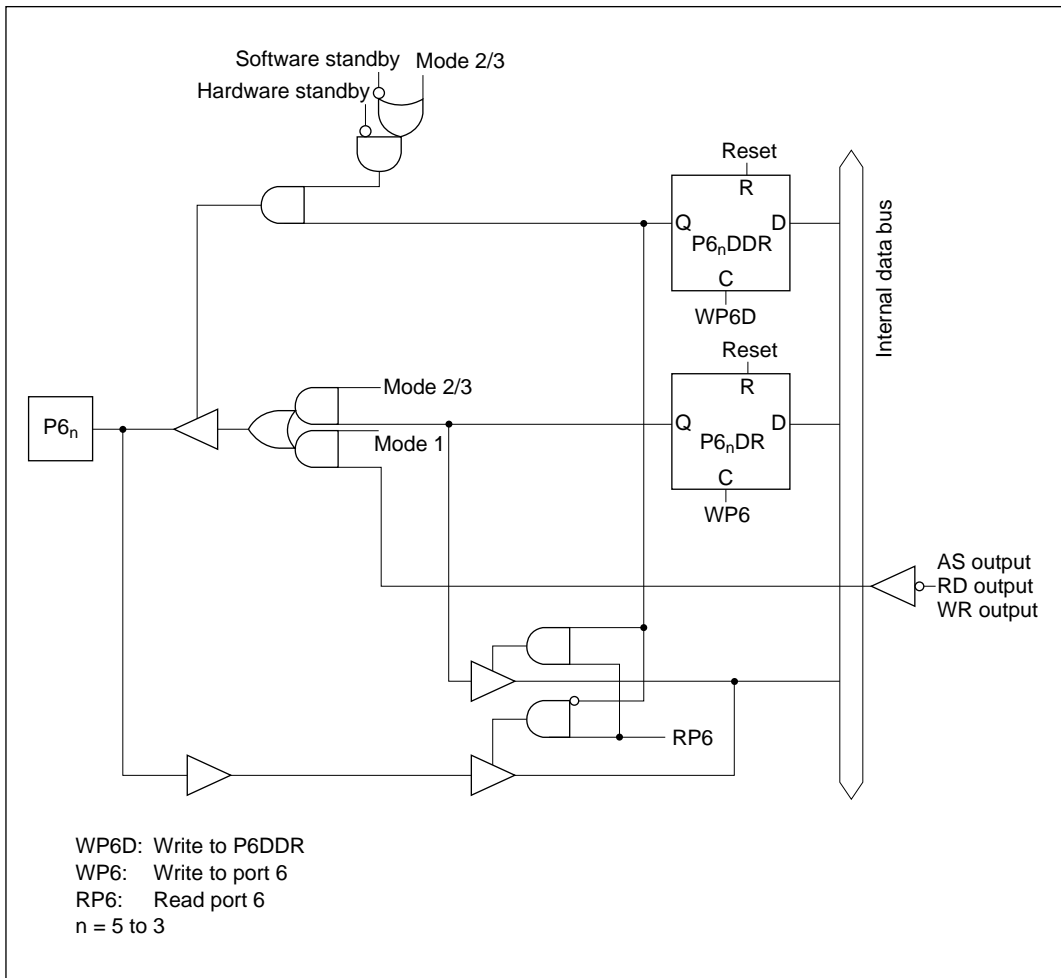 Software standby
Mode 2/3
Hardware standby
Reset
R
Q
D
P6nDDR
C
WP6D
Internal data bus
Reset
R
Mode 2/3
P6n
Q
D
P6nDR
Mode 1
C
WP6
AS output
RD output
WR output
RP6
WP6D: Write to P6DDR
WP6: Write to port 6
RP6: Read port 6
n = 5 to 3